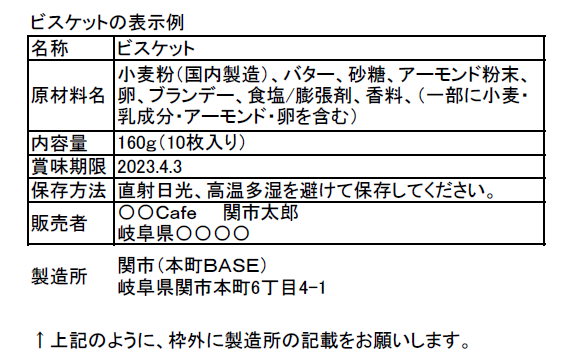 ビスケットの表示例
名称 ビスケット
原材料名 小麦粉（国内製造）、バター、砂糖、アーモンド粉末、
卵、ブランデー、食塩/膨張剤、香料、（一部に小麦・
乳成分・アーモンド・卵を含む）
内容量 160g（10枚入り）
賞味期限 2023.4.3
保存方法 直射日光、高温多湿を避けて保存してください。
販売者 〇〇Cafe 関市太郎
岐阜県〇〇〇〇
製造所 関市（本町BASE）
岐阜県関市本町6丁目4-1
↑上記のように、枠外に製造所の記載をお願いします。